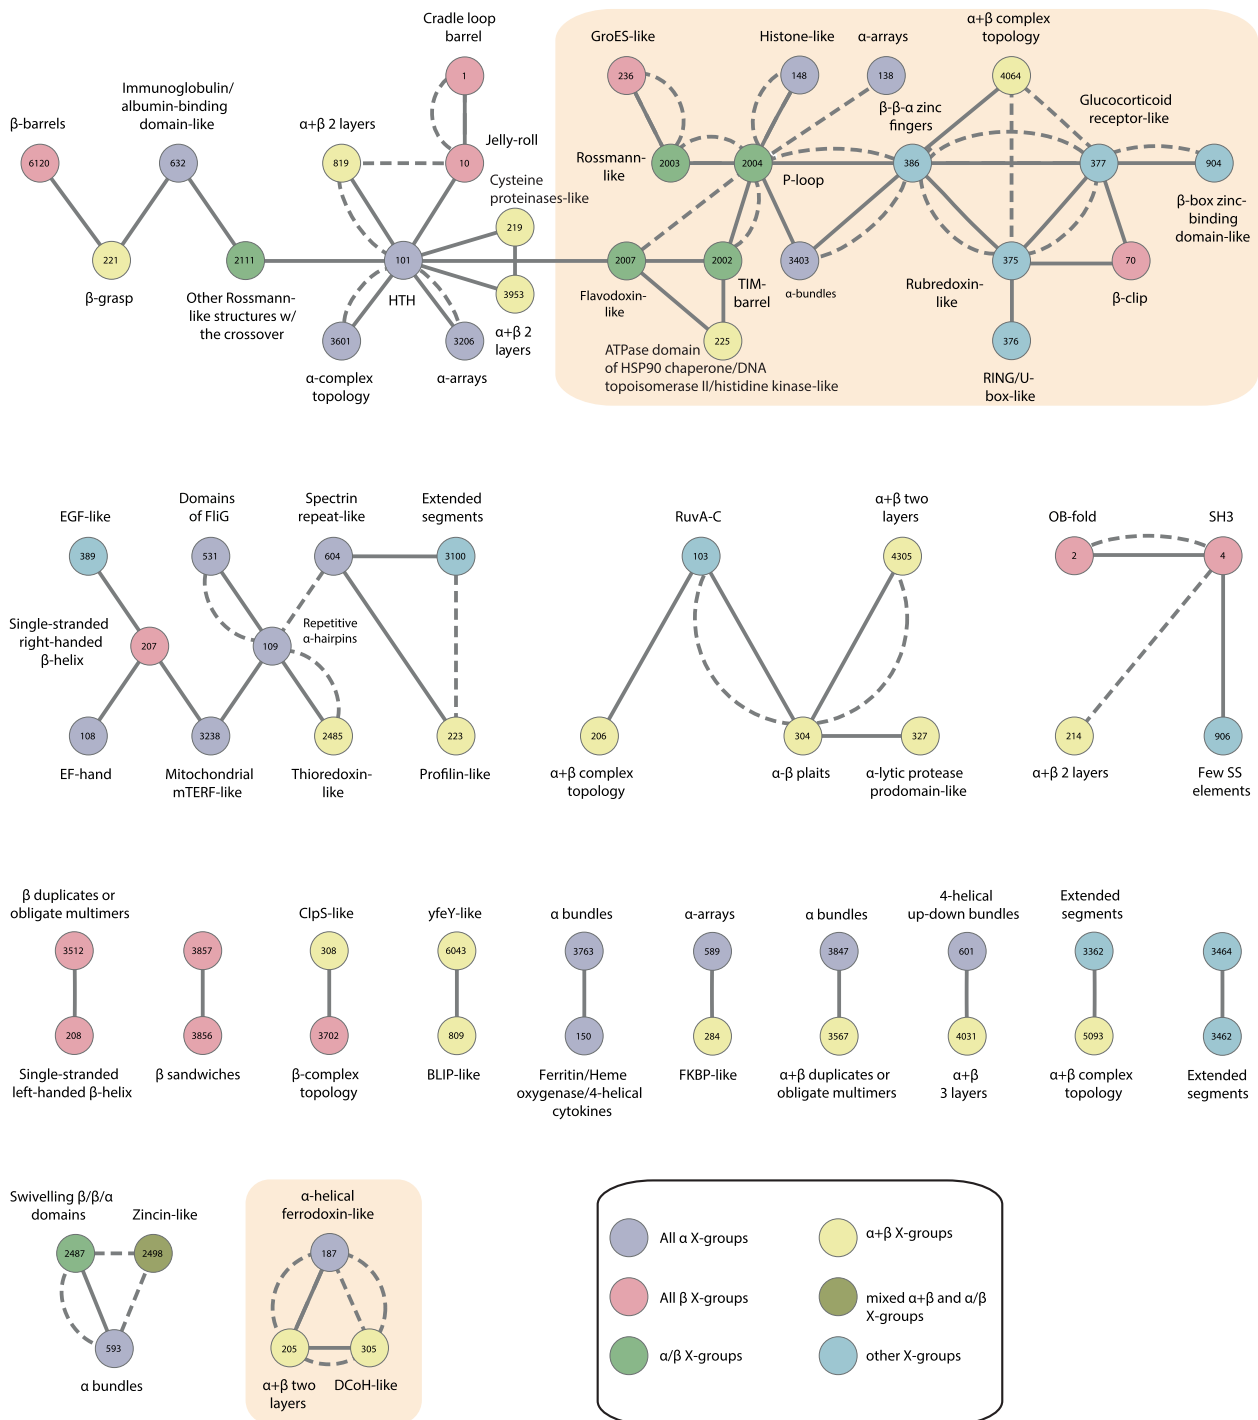 Cradle loop
barrel
1
GroES-like
236
Histone-like
148
α-arrays
138
α+β complex
topology
4064
β-barrels
6120
Immunoglobulin/
albumin-binding
domain-like
632
α+β 2 layers
819
Jelly-roll
10
Rossmann-
like
2003
2004
P-loop
β-β-α zinc
fingers
386
Glucocorticoid
receptor-like
377
904
β-box zinc-
binding
domain-like
Cysteine
proteinases-like
219
221
β-grasp
2111
Other Rossmann-
like structures w/
the crossover
101
HTH
3953
α+β 2
layers
2007
Flavodoxin-
like
2002
TIM-
barrel
3403
α-bundles
Rubredoxin-
like
375
70
β-clip
3601
α-complex
topology
3206
α-arrays
225
ATPase domain
of HSP90 chaperone/DNA
topoisomerase II/histidine kinase-like
376
RING/U-
box-like
EGF-like
389
Domains
of FliG
531
Spectrin
repeat-like
604
Extended
segments
3100
RuvA-C
103
α+β two
layers
4305
OB-fold
2
SH3
4
Single-stranded
right-handed
β-helix
207
109
Repetitive
α-hairpins
108
EF-hand
3238
Mitochondrial
mTERF-like
2485
Thioredoxin-
like
223
Profilin-like
206
α+β complex
topology
304
α-β plaits
327
α-lytic protease
prodomain-like
214
α+β 2 layers
906
Few SS
elements
β duplicates or
obligate multimers
3512
208
Single-stranded
left-handed β-helix
3857
3856
β sandwiches
ClpS-like
308
3702
β-complex
topology
yfeY-like
6043
809
BLIP-like
α bundles
3763
150
Ferritin/Heme
oxygenase/4-helical
cytokines
α-arrays
589
284
FKBP-like
α bundles
3847
3567
α+β duplicates or
obligate multimers
4-helical
up-down bundles
601
4031
α+β
3 layers
Extended
segments
3362
5093
α+β complex
topology
3464
3462
Extended
segments
Swivelling β/β/α
domains
2487
Zincin-like
2498
593
α bundles
α-helical
ferrodoxin-like
187
205
α+β two
layers
305
DCoH-like
All α X-groups
α+β X-groups
All β X-groups
mixed α+β and α/β
X-groups
α/β X-groups
other X-groups